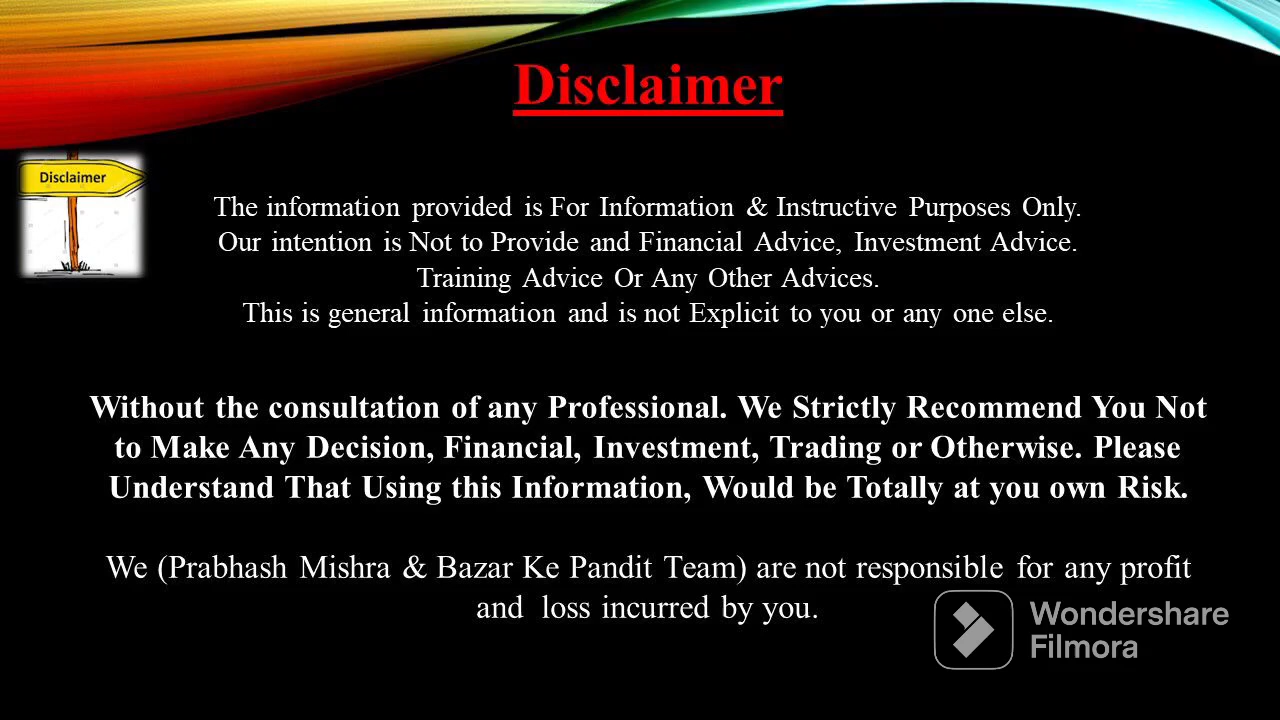 Disclaimer
Disclaimer
The information provided is For Information & Instructive Purposes Only.
Our intention is Not to Provide and Financial Advice, Investment Advice.
Training Advice Or Any Other Advices.
This is general information and is not Explicit to you or any one else.
Without the consultation of any Professional. We Strictly Recommend You Not
to Make Any Decision, Financial, Investment, Trading or Otherwise. Please
Understand That Using this Information, Would be Totally at you own Risk.
We (Prabhash Mishra & Bazar Ke Pandit Team) are not responsible for any profit
and loss incurred by you.
Wondershare
Filmora